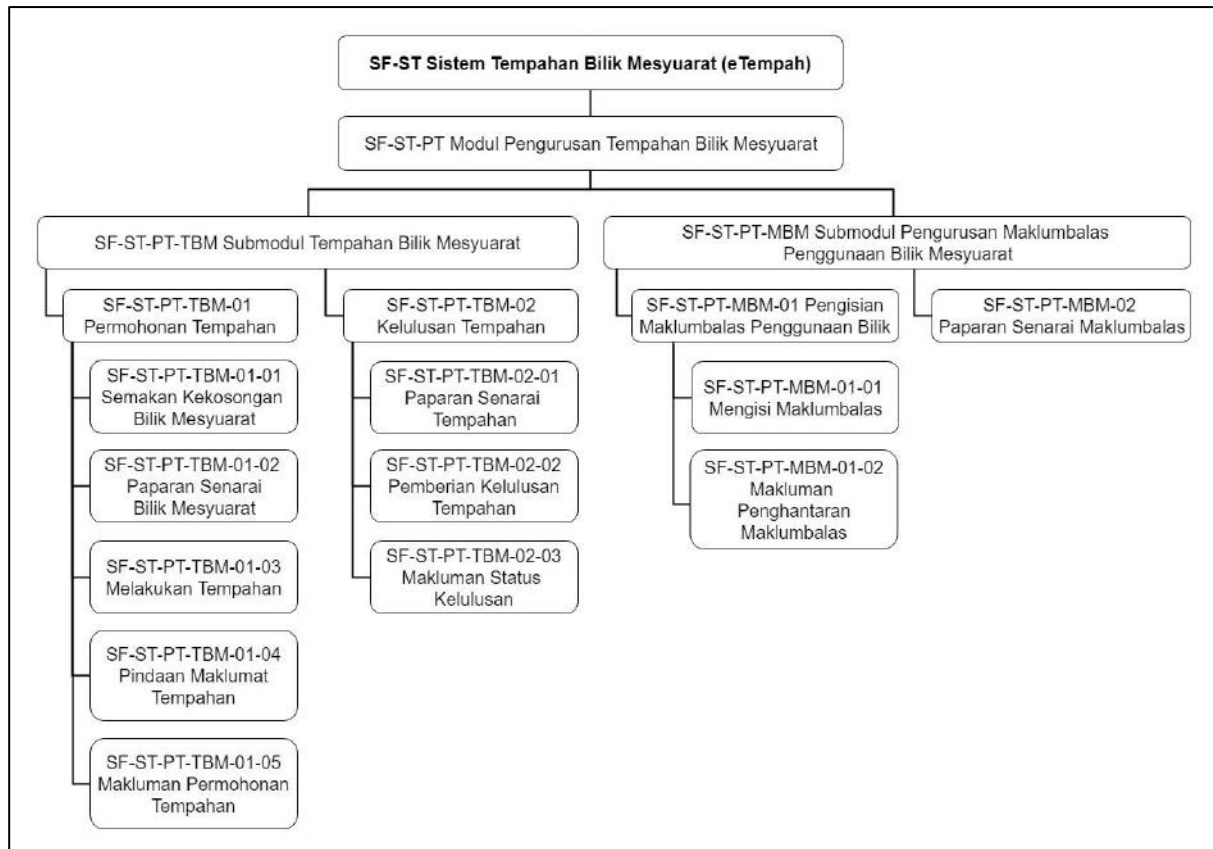 SF-ST Sistem Tempahan Bilik Mesyuarat (eTempah)
SF-ST-PT Modul Pengurusan Tempahan Bilik Mesyuarat
SF-ST-PT-TBM Submodul Tempahan Bilik Mesyuarat
SF-ST-PT-TBM-01
Permohonan Tempahan
SF-ST-PT-TBM-01-01
Semakan Kekosongan
Bilik Mesyuarat
SF-ST-PT-TBM-01-02
Paparan Senarai
Bilik Mesyuarat
SF-ST-PT-TBM-01-03
Melakukan Tempahan
SF-ST-PT-TBM-01-04
Pindaan Maklumat
Tempahan
SF-ST-PT-TBM-01-05
Makluman Permohonan
Tempahan
SF-ST-PT-TBM-02
Kelulusan Tempahan
SF-ST-PT-TBM-02-01
Paparan Senarai
Tempahan
SF-ST-PT-TBM-02-02
Pemberian Kelulusan
Tempahan
SF-ST-PT-TBM-02-03
Makluman Status
Kelulusan
SF-ST-PT-MBM Submodul Pengurusan Maklumbalas
Penggunaan Bilik Mesyuarat
SF-ST-PT-MBM-01 Pengisian
Maklumbalas Penggunaan Bilik
SF-ST-PT-MBM-01-01
Mengisi Maklumbalas
SF-ST-PT-MBM-01-02
Makluman
Penghantaran
Maklumbalas
SF-ST-PT-MBM-02
Paparan Senarai Maklumbalas